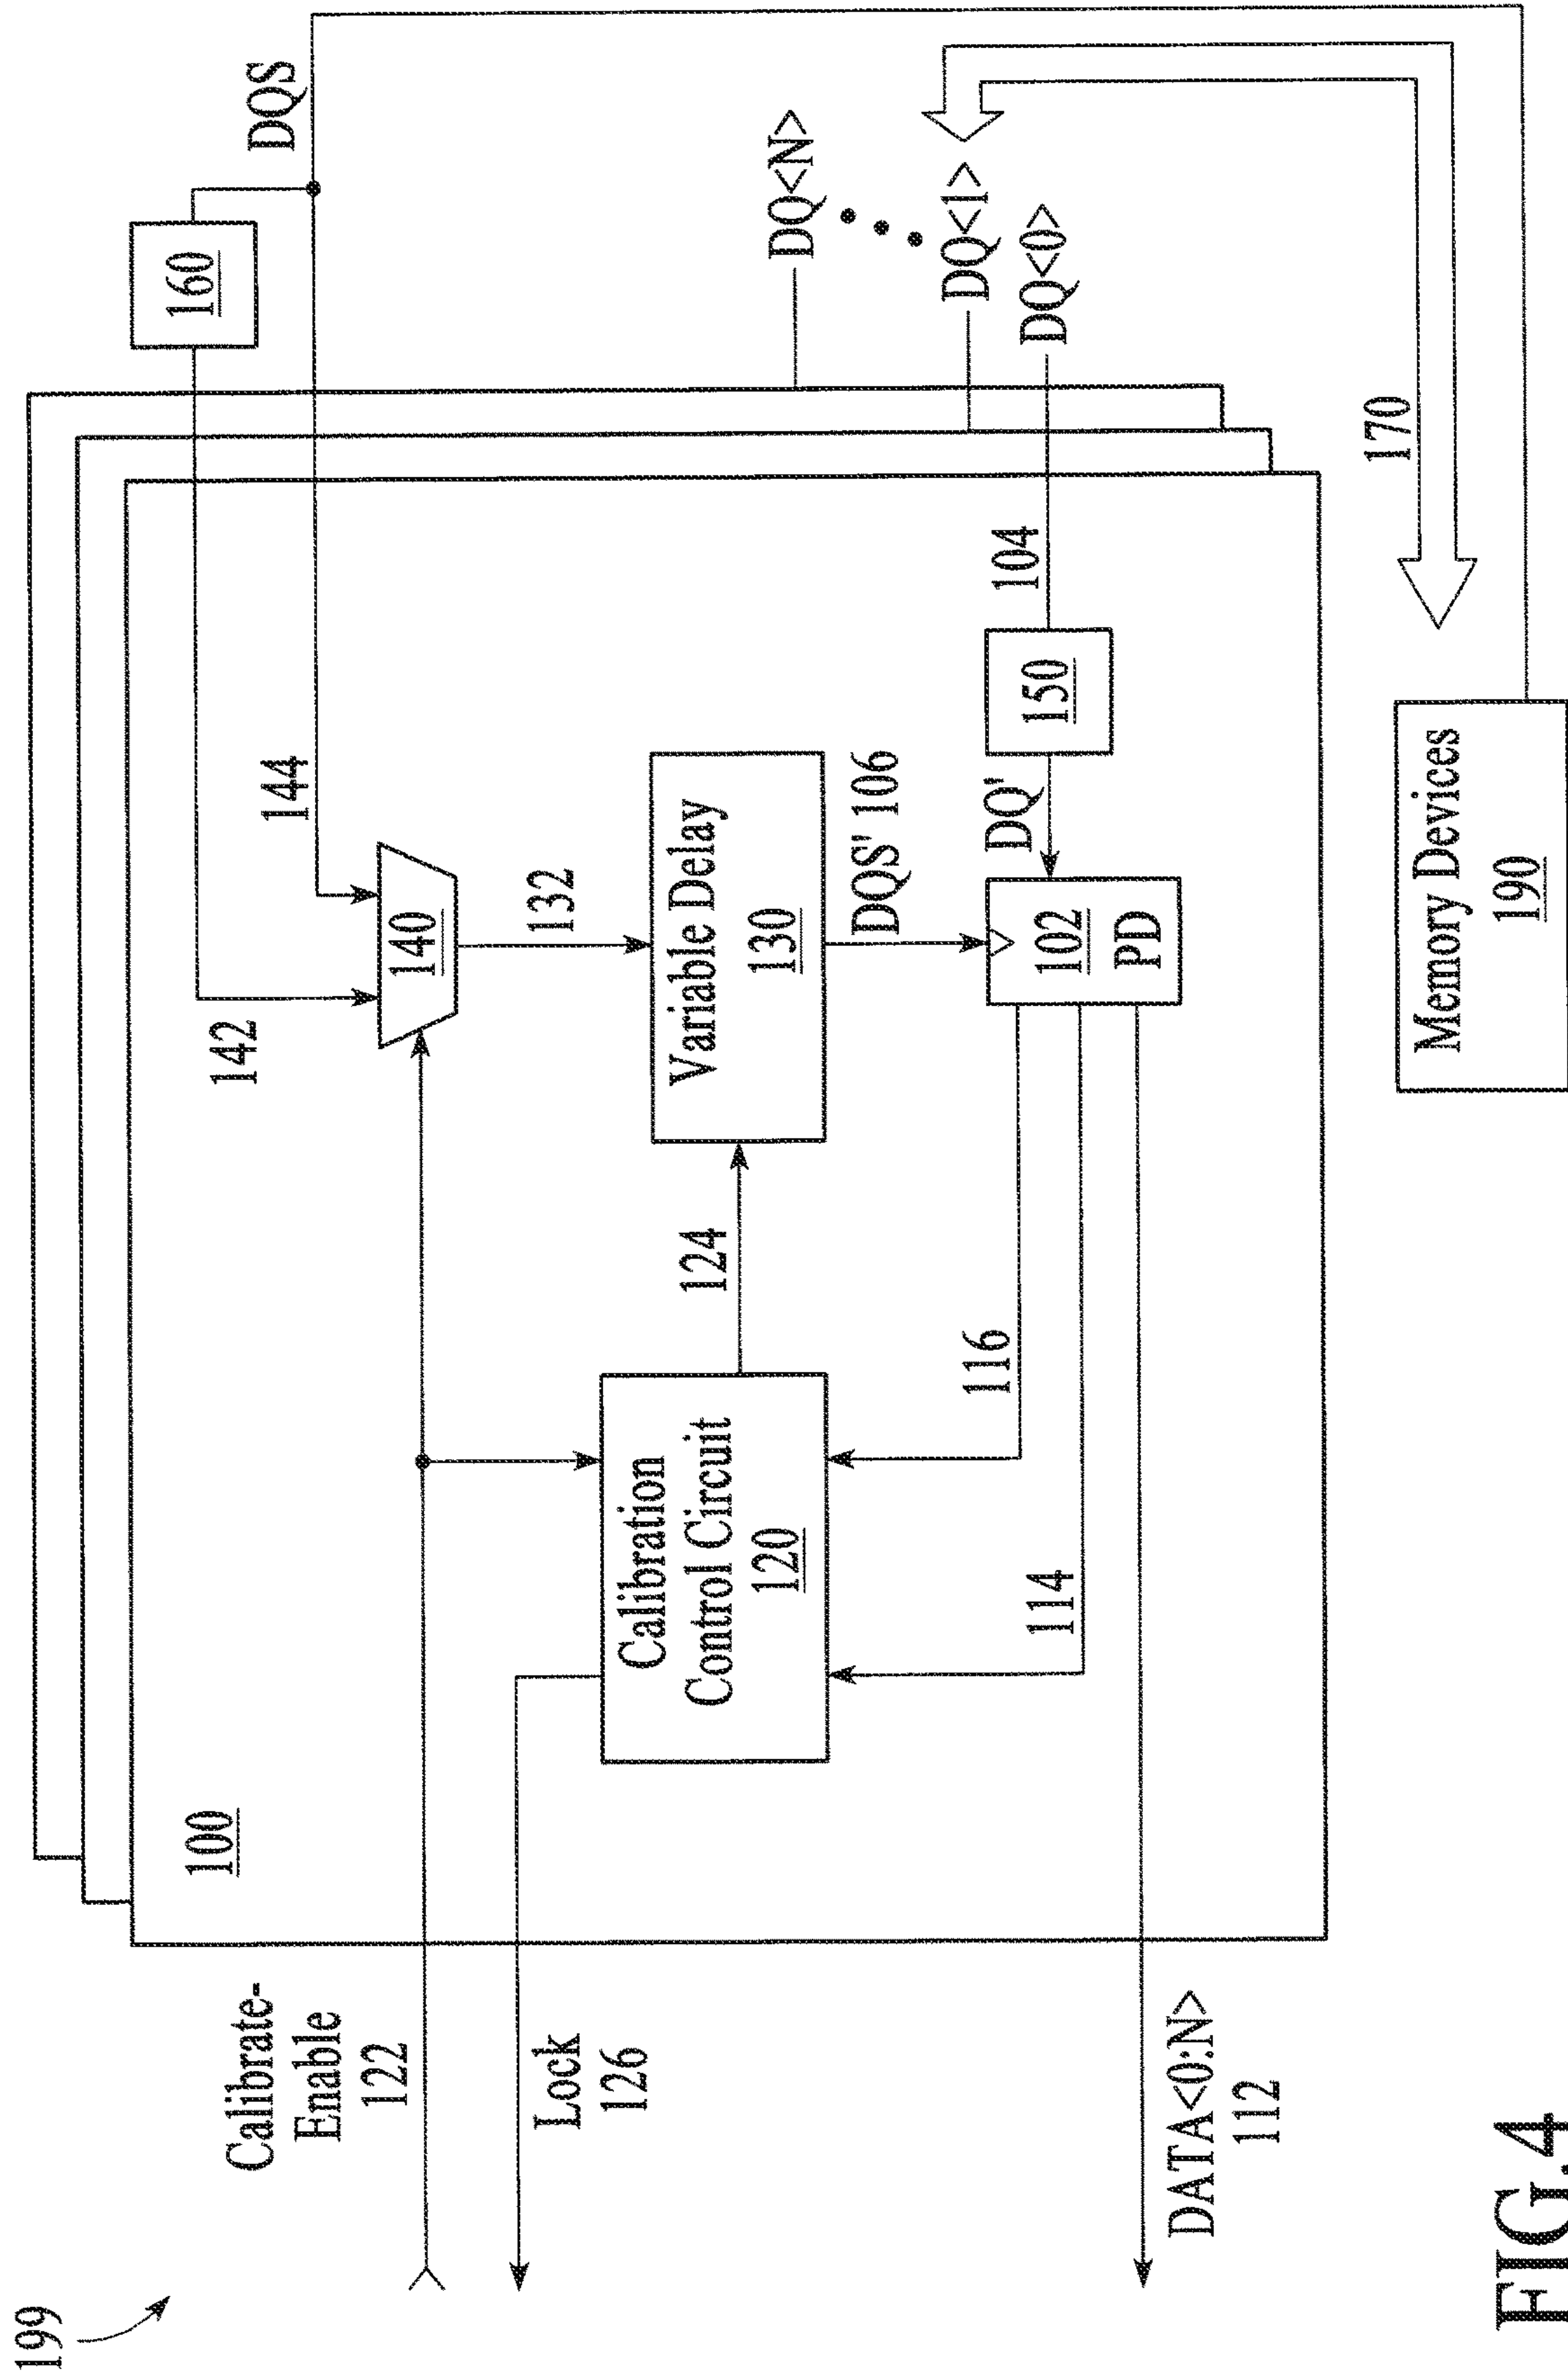 199
Calibrate-
Enable
122
Lock
126
DATA<0:N>
112
100
142
144
160
DQS
140
132
Calibration
Control Circuit
120
124
Variable Delay
130
DQS' 106
116
114
102
PD
DQ'
150
104
DQ<N>
DQ<1>
DQ<0>
170
Memory Devices
190
FIG.4